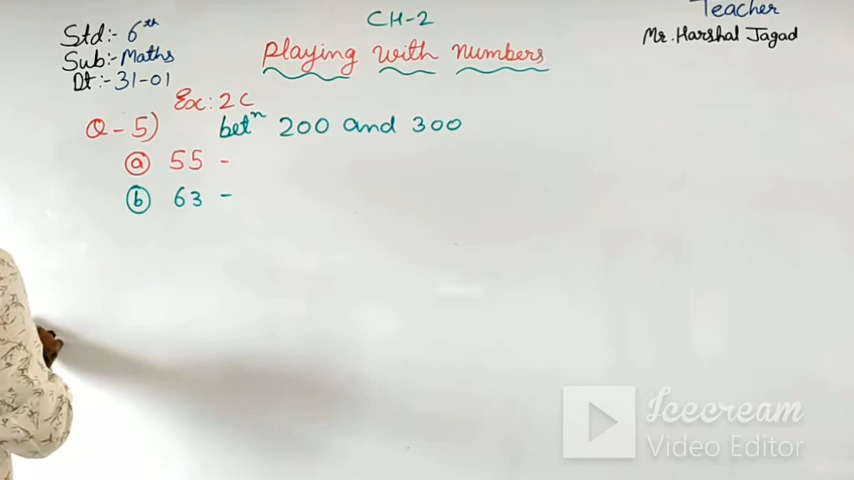 Std:- 6th
Sub:- Maths
Dt:- 31-01
CH-2
Playing with numbers
Teacher
Mr. Harshal Jagad
Ex: 2C
Q-5) betn 200 and 300
(a) 55 -
(b) 63 -
Icecream
Video Editor